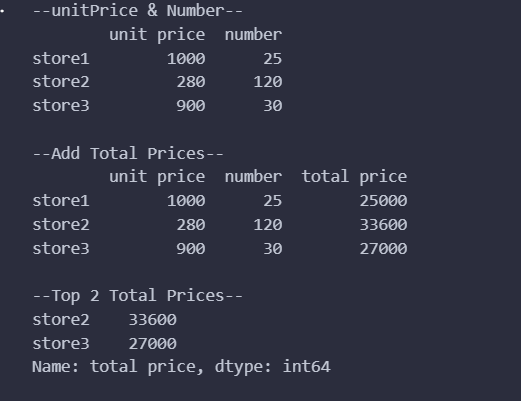 --unitPrice & Number--
        unit price  number
store1        1000      25
store2         280     120
store3         900      30

--Add Total Prices--
        unit price  number  total price
store1        1000      25        25000
store2         280     120        33600
store3         900      30        27000

--Top 2 Total Prices--
store2    33600
store3    27000
Name: total price, dtype: int64